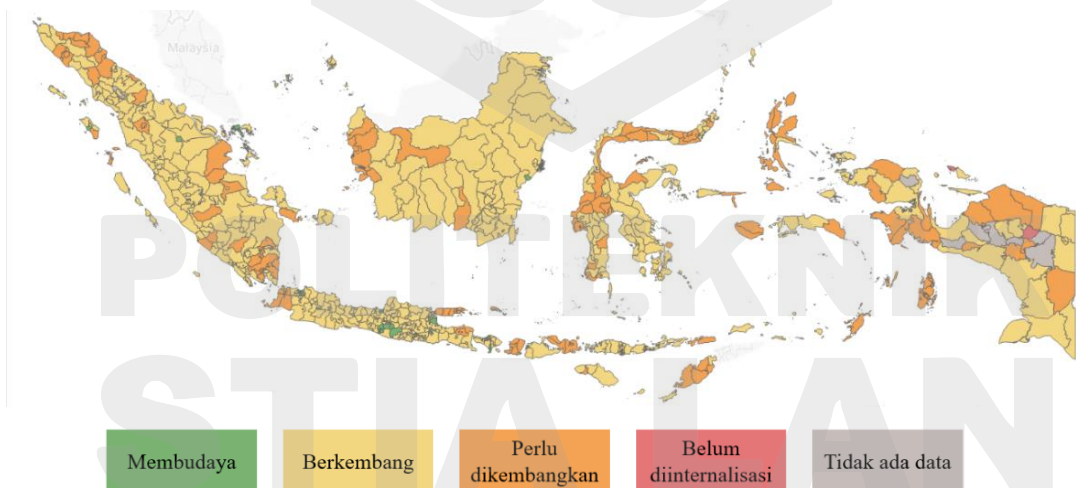 Malaysia
POLITEKNIK
STIA LAN
Membudaya
Berkembang
Perlu
dikembangkan
Belum
diinternalisasi
Tidak ada data